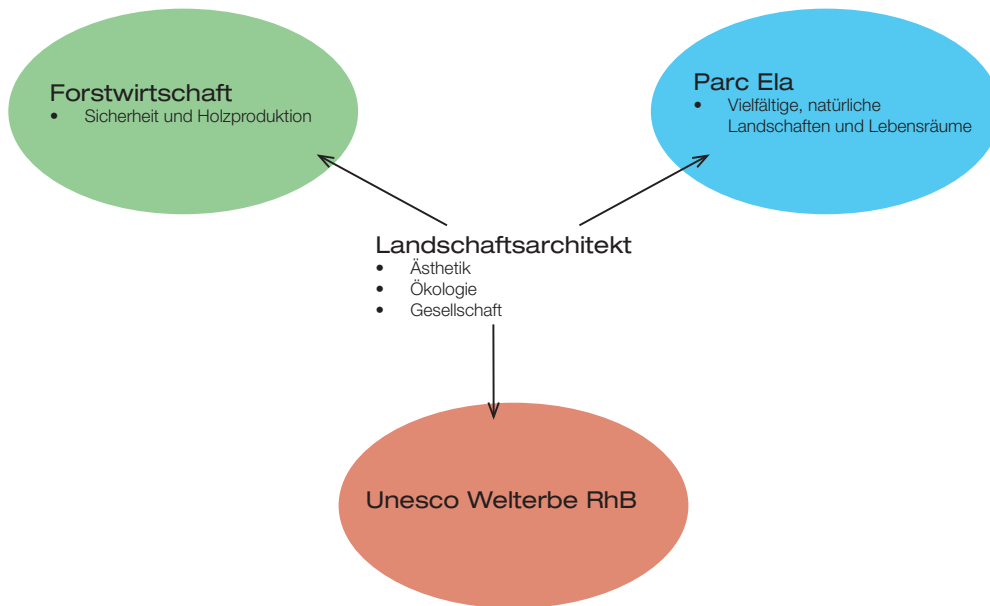 Forstwirtschaft
• Sicherheit und Holzproduktion
Parc Ela
• Vielfältige, natürliche
Landschaften und Lebensräume
Landschaftsarchitekt
• Ästhetik
• Ökologie
• Gesellschaft
Unesco Welterbe RhB